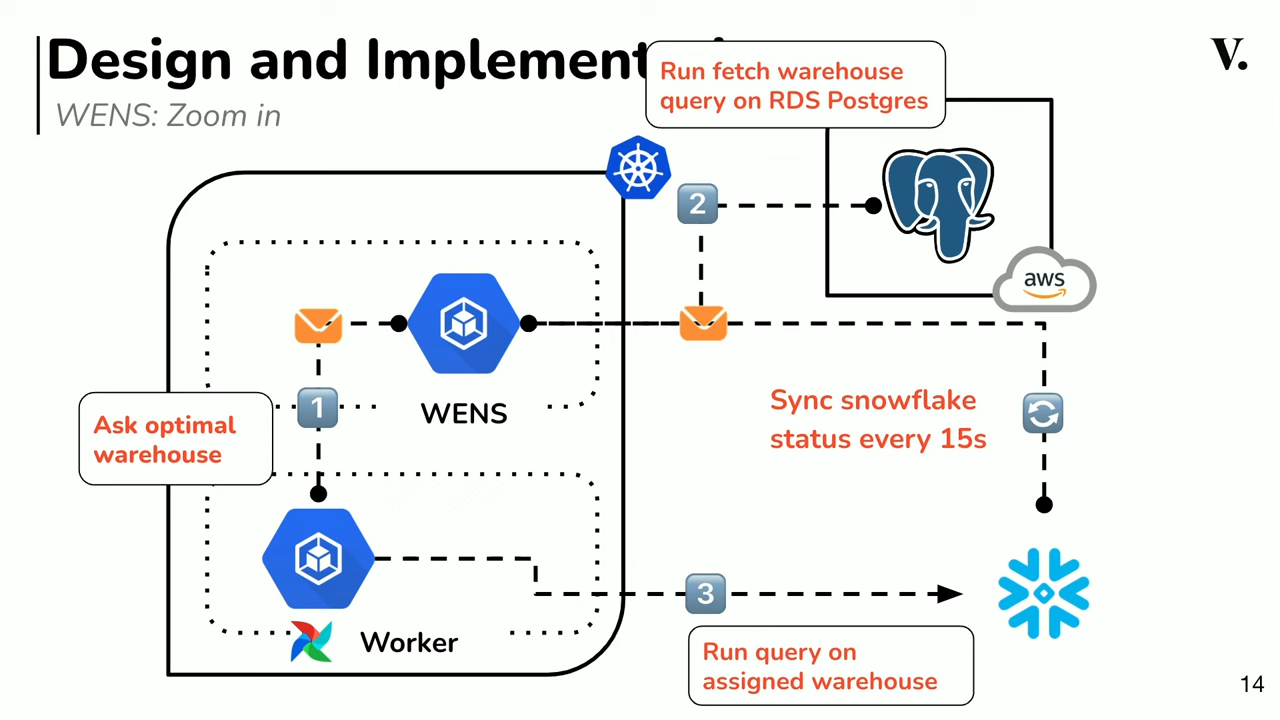 Design and Implement
WENS: Zoom in
V.
Run fetch warehouse
query on RDS Postgres
2
aws
1
WENS
Ask optimal
warehouse
Sync snowflake
status every 15s
3
Worker
Run query on
assigned warehouse
14